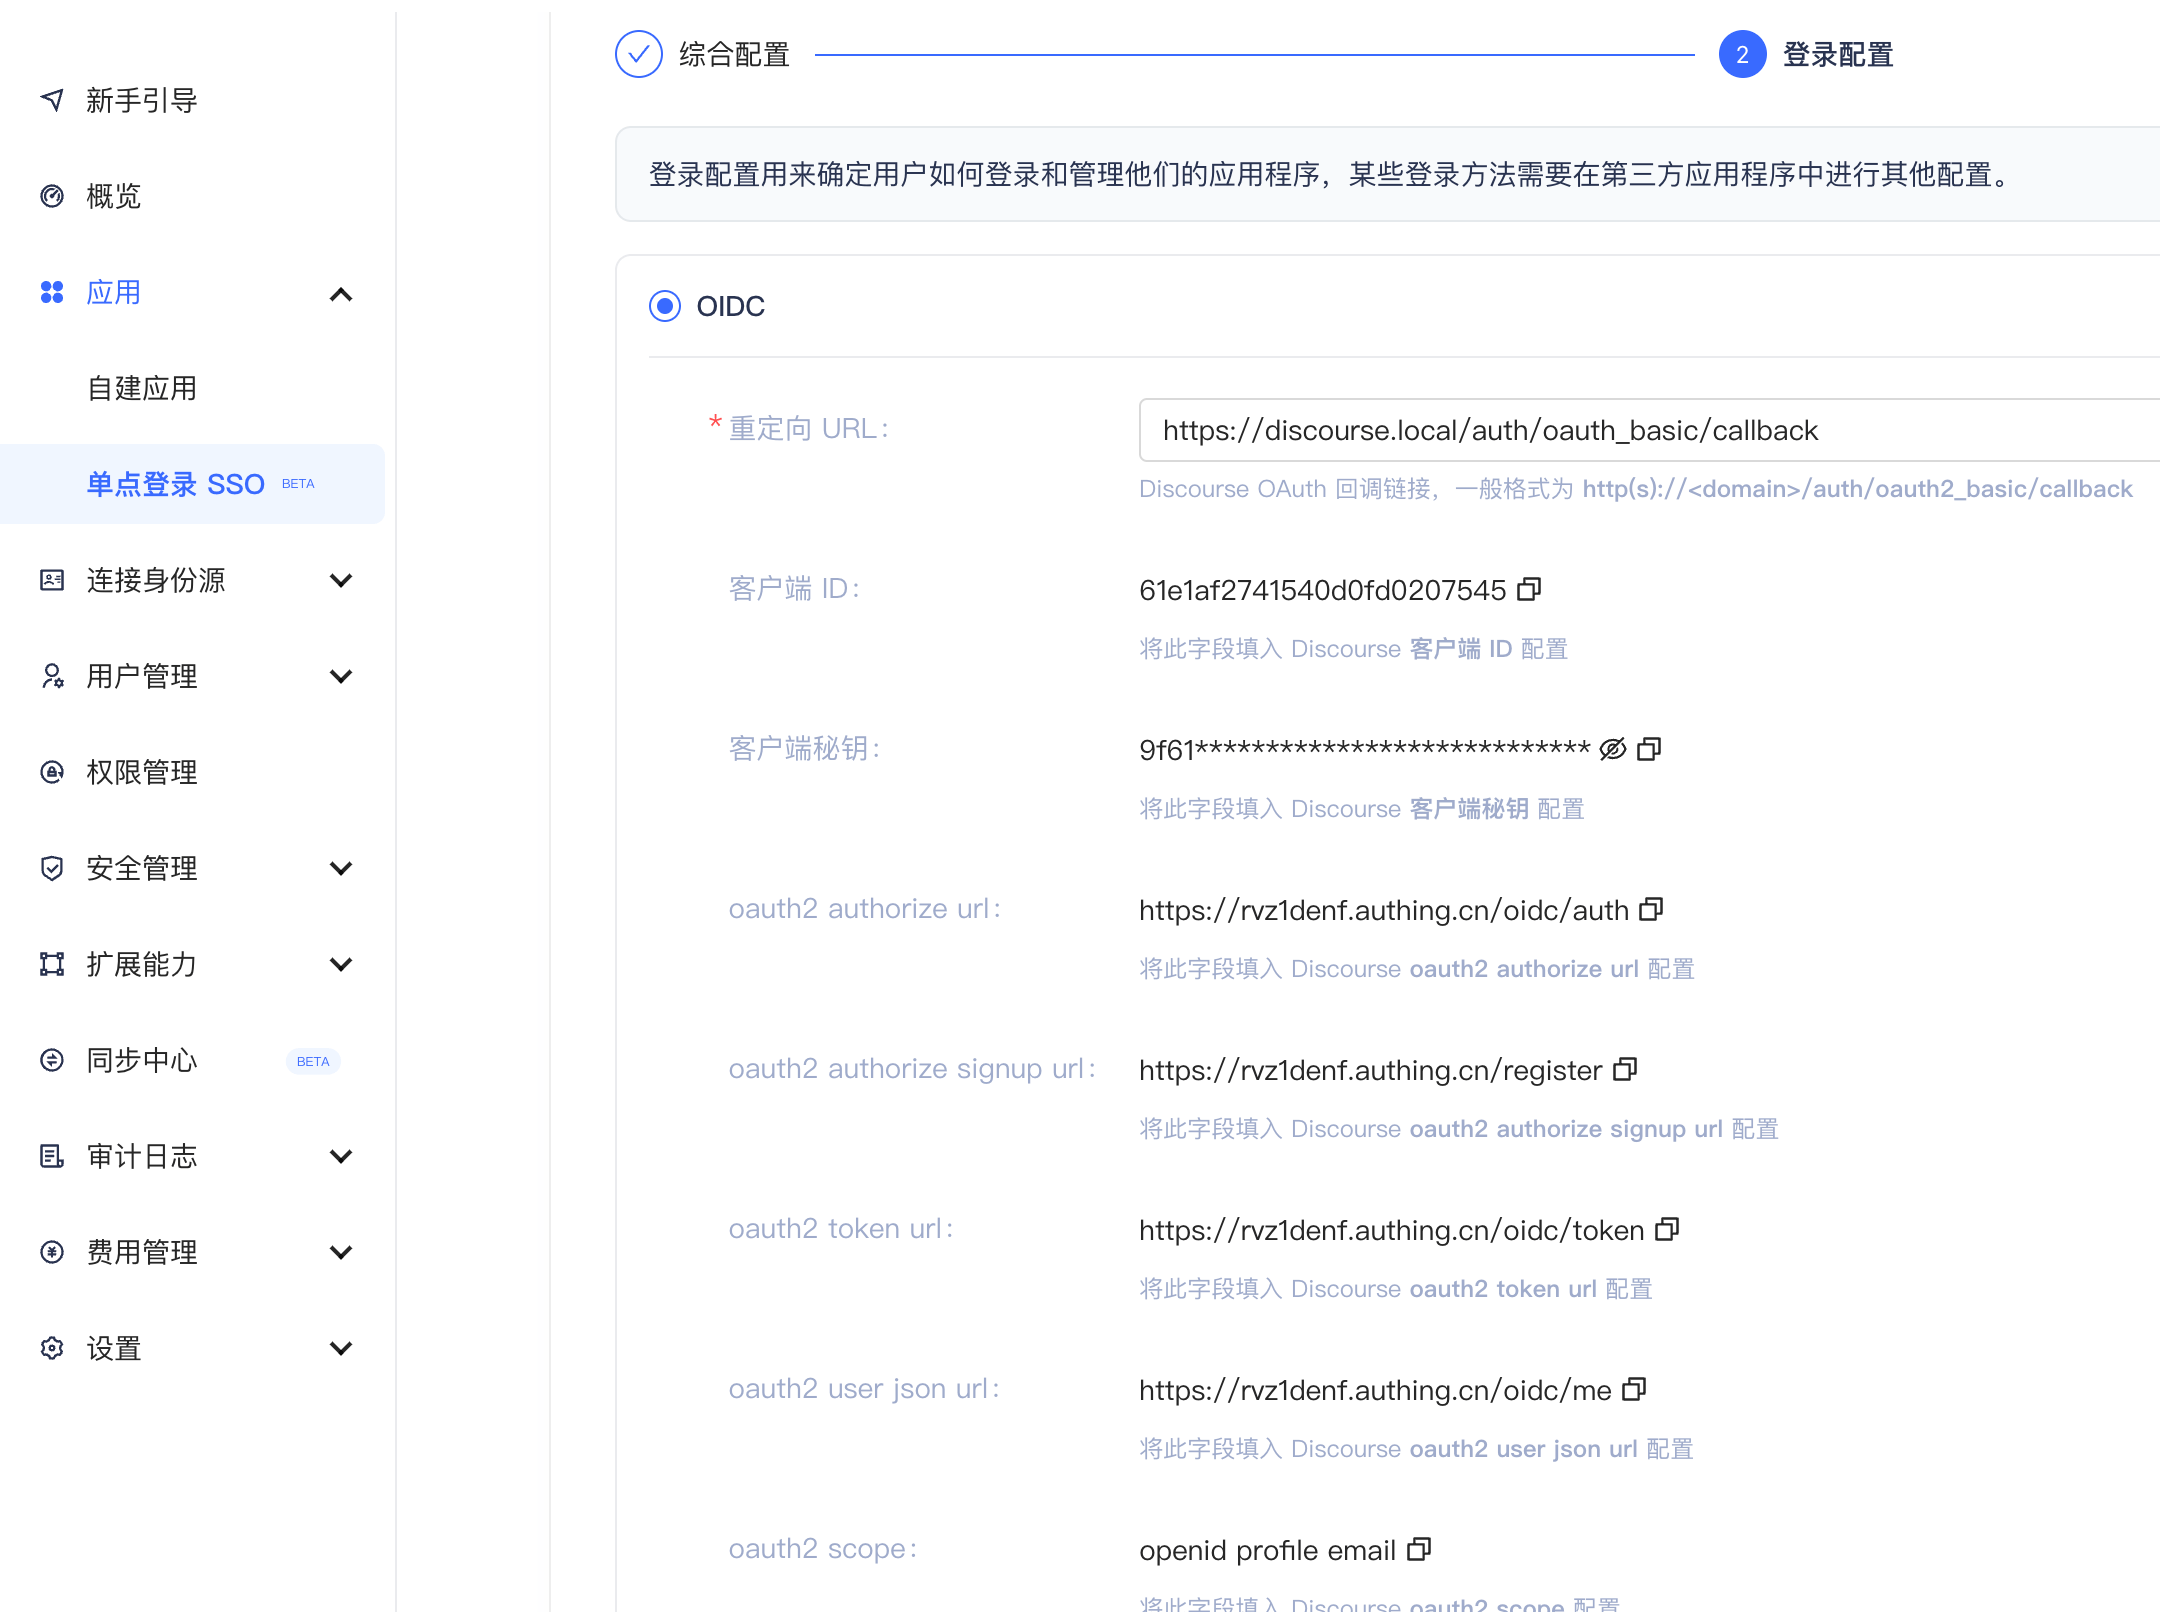 新手引导
概览
应用
自建应用
单点登录 SSO BETA
连接身份源
用户管理
权限管理
安全管理
扩展能力
同步中心 BETA
审计日志
费用管理
设置
综合配置
2 登录配置
登录配置用来确定用户如何登录和管理他们的应用程序，某些登录方法需要在第三方应用程序中进行其他配置。
OIDC
* 重定向 URL： https://discourse.local/auth/oauth_basic/callback
Discourse OAuth 回调链接，一般格式为 http(s)://<domain>/auth/oauth2_basic/callback
客户端 ID： 61e1af2741540d0fd0207545
将此字段填入 Discourse 客户端 ID 配置
客户端秘钥： 9f61****************************
将此字段填入 Discourse 客户端秘钥 配置
oauth2 authorize url： https://rvz1denf.authing.cn/oidc/auth
将此字段填入 Discourse oauth2 authorize url 配置
oauth2 authorize signup url： https://rvz1denf.authing.cn/register
将此字段填入 Discourse oauth2 authorize signup url 配置
oauth2 token url： https://rvz1denf.authing.cn/oidc/token
将此字段填入 Discourse oauth2 token url 配置
oauth2 user json url： https://rvz1denf.authing.cn/oidc/me
将此字段填入 Discourse oauth2 user json url 配置
oauth2 scope： openid profile email
将此字段填入 Discourse oauth2 scope 配置